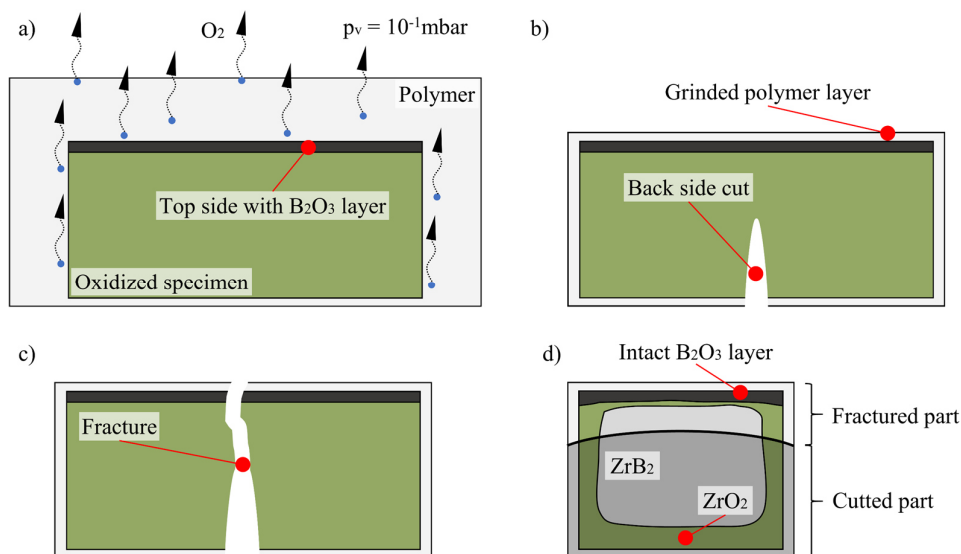 a)
O₂
pᵥ = 10⁻¹mbar
Polymer
Top side with B₂O₃ layer
Oxidized specimen
b)
Grinded polymer layer
Back side cut
c)
Fracture
d)
Intact B₂O₃ layer
Fractured part
ZrB₂
ZrO₂
Cutted part